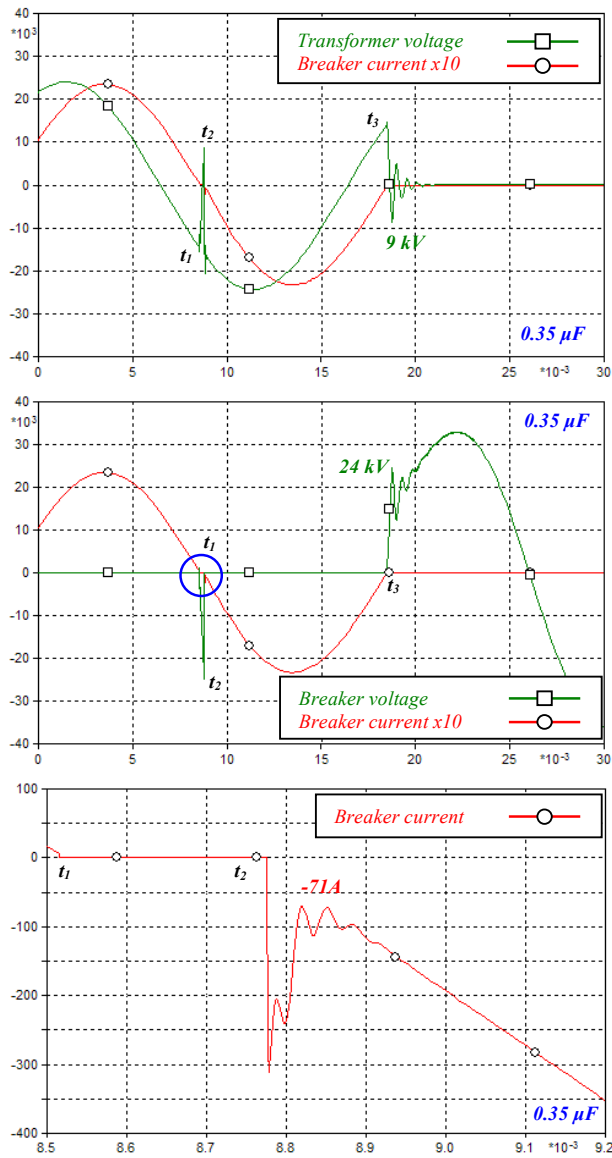 40
*10³
30
20
10
0
-10
-20
-30
-40
Transformer voltage
Breaker current x10
t2
t3
t1
9 kV
0.35 µF
0 5 10 15 20 25 *10⁻³ 30
40
*10³
30
20
10
0
-10
-20
-30
-40
0.35 µF
24 kV
t1
t3
t2
Breaker voltage
Breaker current x10
0 5 10 15 20 25 *10⁻³ 30
100
0
-100
-200
-300
-400
Breaker current
t1
t2
-71A
0.35 µF
8.5 8.6 8.7 8.8 8.9 9.0 9.1 *10⁻³ 9.2